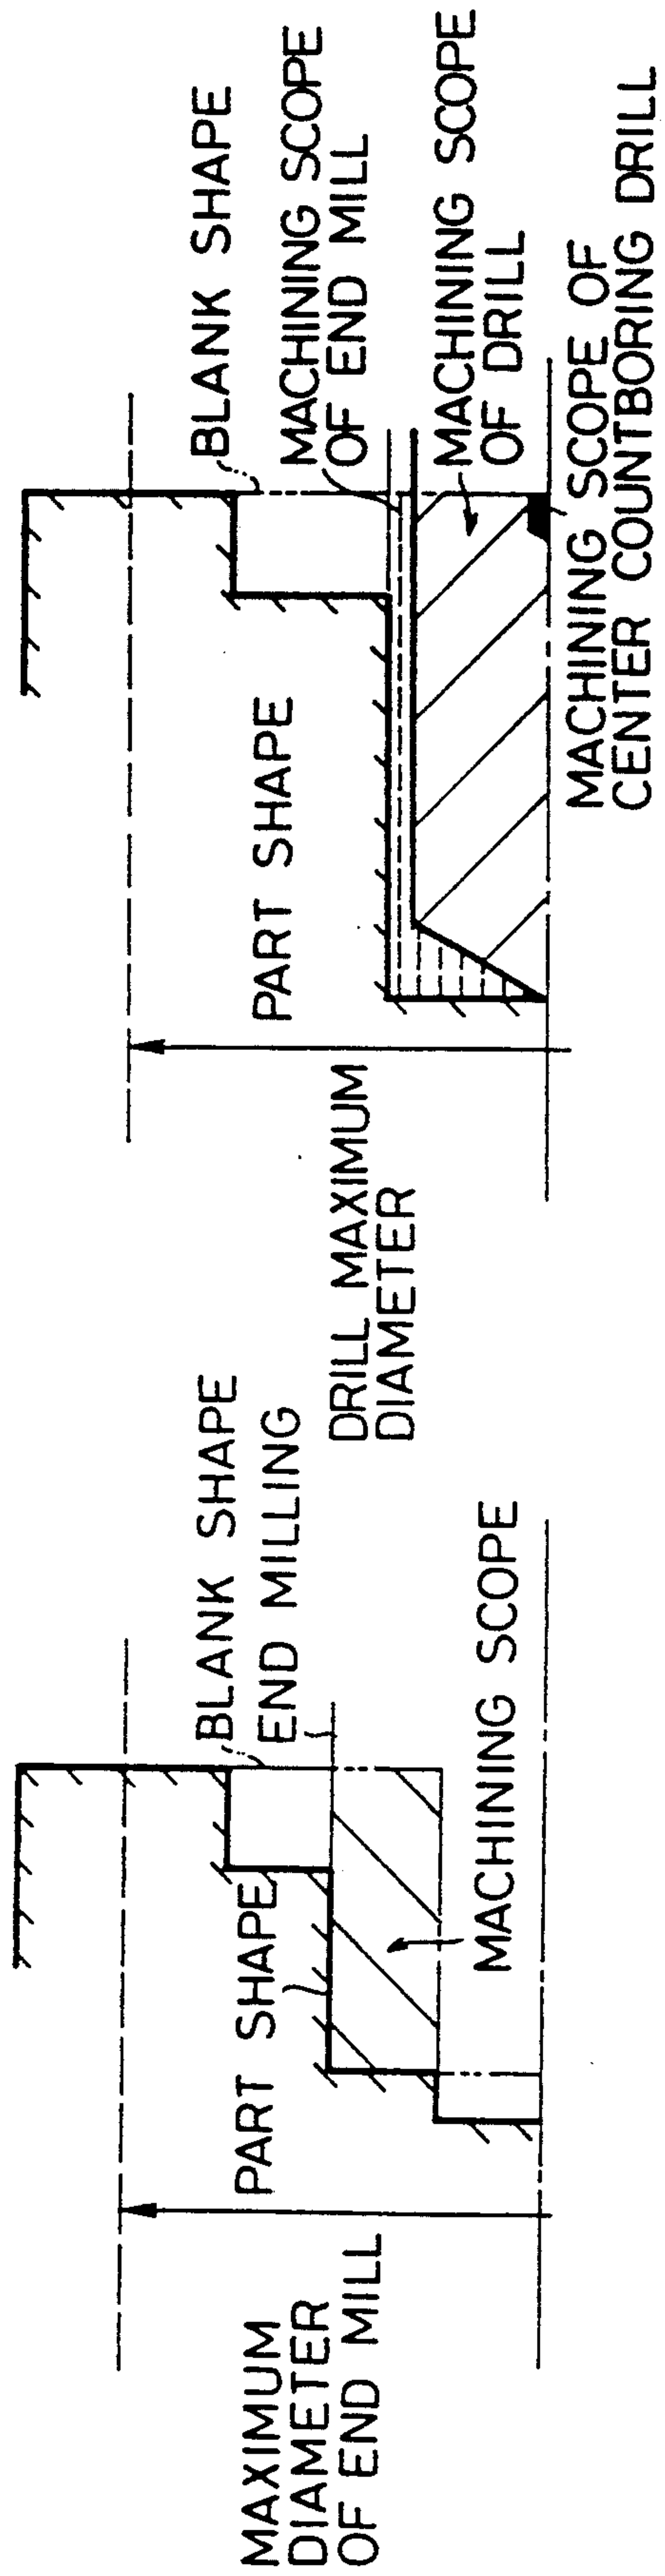 MAXIMUM
DIAMETER
OF END MILL
PART SHAPE
BLANK SHAPE
END MILLING
MACHINING SCOPE
DRILL MAXIMUM
DIAMETER
PART SHAPE
BLANK SHAPE
MACHINING SCOPE
OF END MILL
MACHINING SCOPE
OF DRILL
MACHINING SCOPE OF
CENTER COUNTBORING DRILL